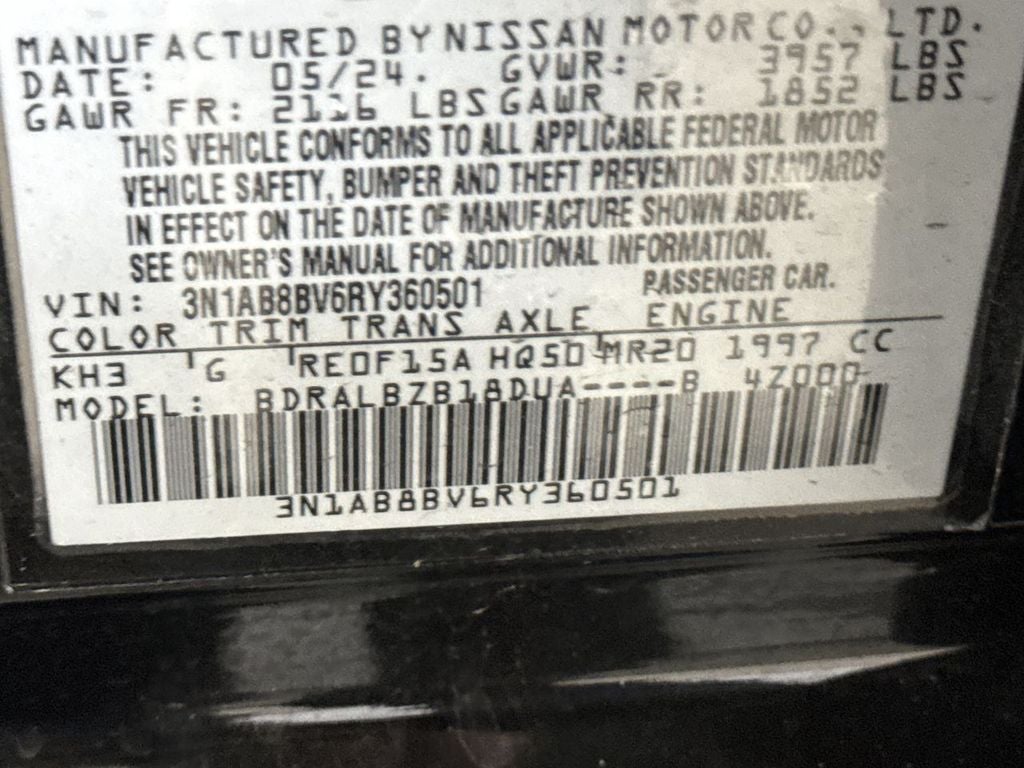 MANUFACTURED BY NISSAN MOTOR CO., LTD.
DATE: 05/24. GVWR: 3957 LBS
GAWR FR: 2116 LBS GAWR RR: 1852 LBS
THIS VEHICLE CONFORMS TO ALL APPLICABLE FEDERAL MOTOR
VEHICLE SAFETY, BUMPER AND THEFT PREVENTION STANDARDS
IN EFFECT ON THE DATE OF MANUFACTURE SHOWN ABOVE.
SEE OWNER'S MANUAL FOR ADDITIONAL INFORMATION.
VIN: 3N1AB8BV6RY360501 PASSENGER CAR.
COLOR TRIM TRANS AXLE ENGINE
KH3 G RE0F15A HQ50 MR20 1997 CC
MODEL: BDRALBZB18DUA----B 4Z000-
3N1AB8BV6RY360501